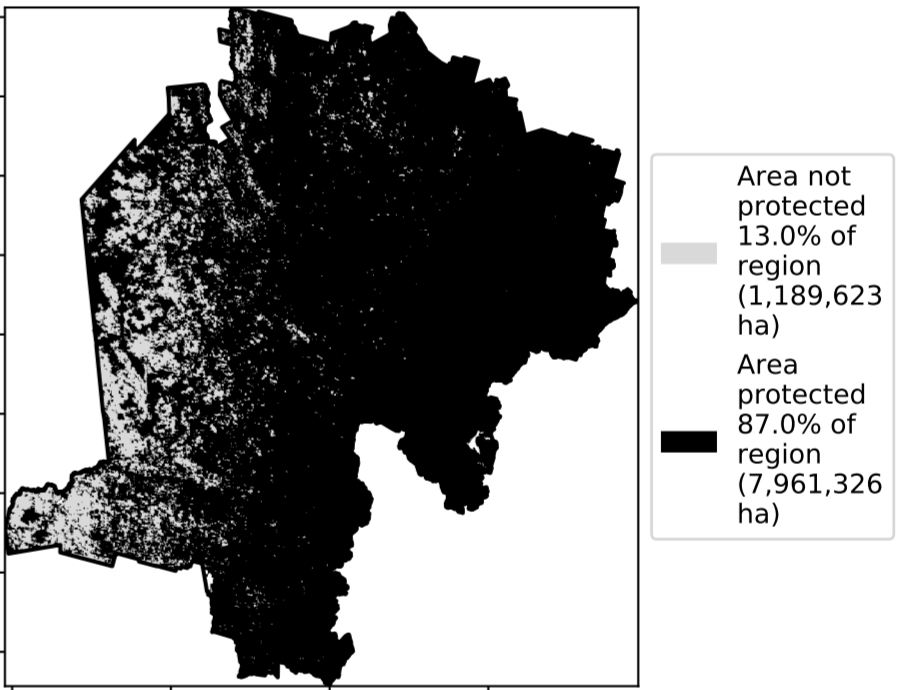 Area not
protected
13.0% of
region
(1,189,623
ha)
Area
protected
87.0% of
region
(7,961,326
ha)